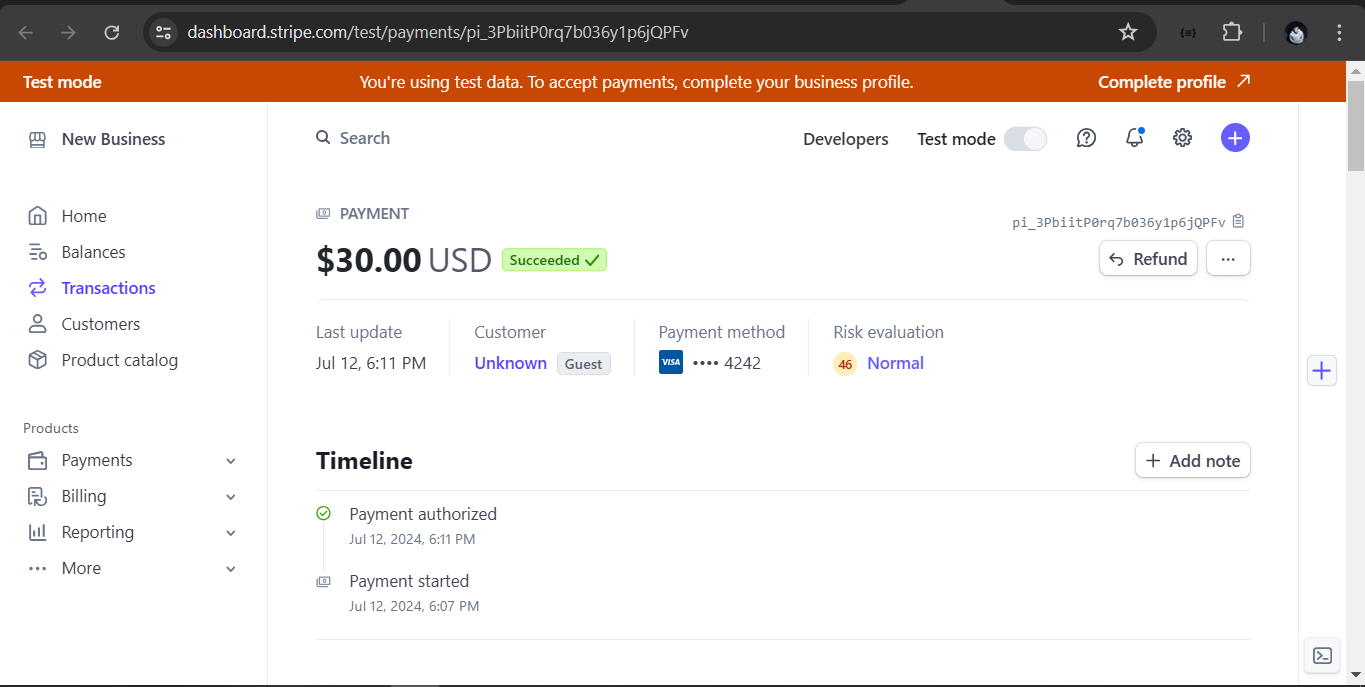 dashboard.stripe.com/test/payments/pi_3PbiitP0rq7b036y1p6jQPFv
Test mode
You're using test data. To accept payments, complete your business profile.
Complete profile
New Business
Search
Developers
Test mode
Home
Balances
Transactions
Customers
Product catalog
Products
Payments
Billing
Reporting
More
PAYMENT
pi_3PbiitP0rq7b036y1p6jQPFv
$30.00 USD Succeeded
Refund
Last update
Jul 12, 6:11 PM
Customer
Unknown Guest
Payment method
VISA •••• 4242
Risk evaluation
46 Normal
Timeline
Add note
Payment authorized
Jul 12, 2024, 6:11 PM
Payment started
Jul 12, 2024, 6:07 PM